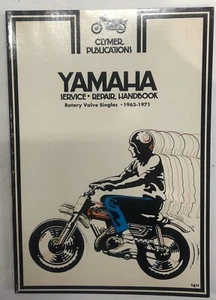 CLYMER
PUBLICATIONS
YAMAHA
SERVICE • REPAIR HANDBOOK
Rotary Valve Singles • 1963-1971